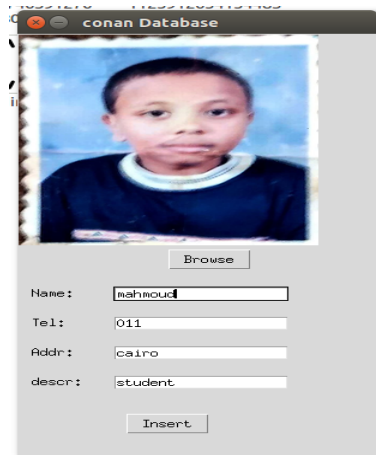 conan Database
Browse
Name: mahmoud
Tel: 011
Addr: cairo
descr: student
Insert